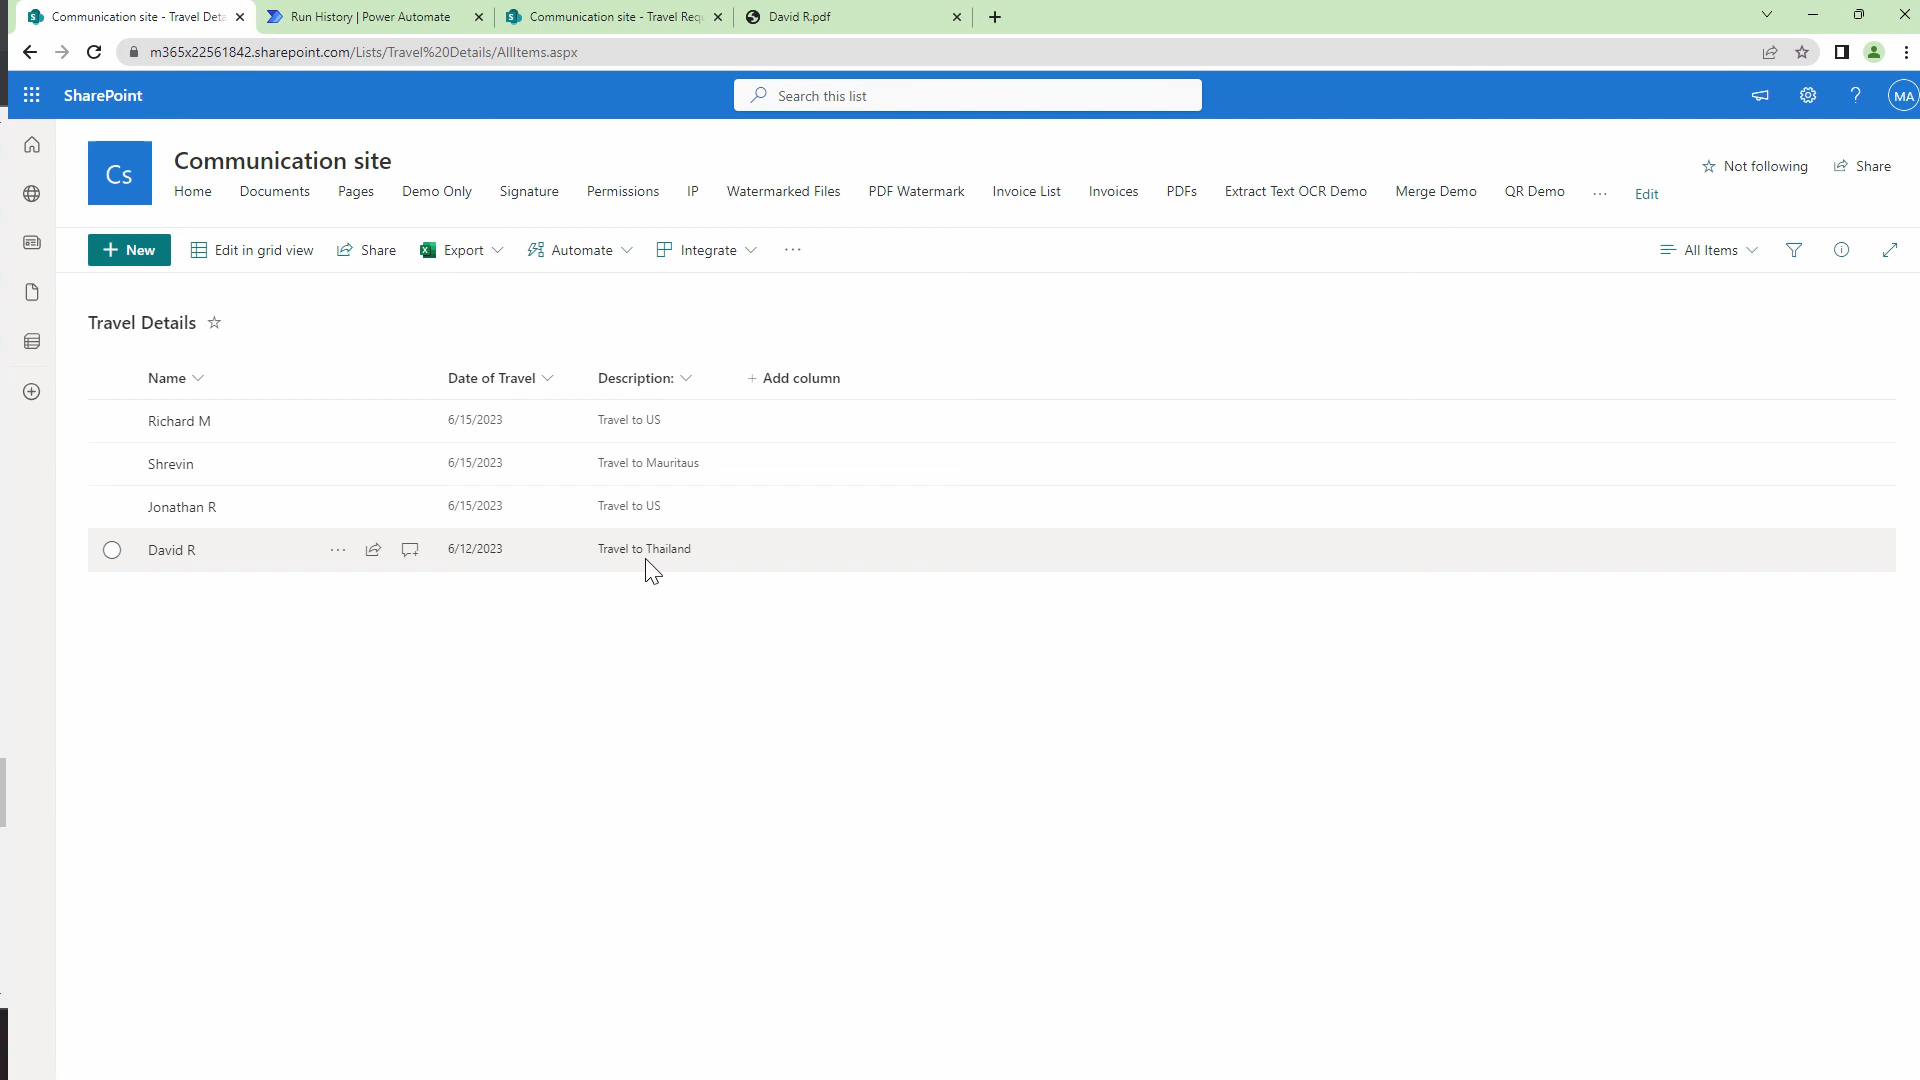 Communication site - Travel Deta
Run History | Power Automate
Communication site - Travel Req
David R.pdf
m365x22561842.sharepoint.com/Lists/Travel%20Details/AllItems.aspx
SharePoint
Search this list
MA
Cs
Communication site
Not following
Share
Home
Documents
Pages
Demo Only
Signature
Permissions
IP
Watermarked Files
PDF Watermark
Invoice List
Invoices
PDFs
Extract Text OCR Demo
Merge Demo
QR Demo
...
Edit
+ New
Edit in grid view
Share
Export
Automate
Integrate
...
All Items
Travel Details
Name
Date of Travel
Description:
+ Add column
Richard M
6/15/2023
Travel to US
Shrevin
6/15/2023
Travel to Mauritaus
Jonathan R
6/15/2023
Travel to US
David R
...
6/12/2023
Travel to Thailand